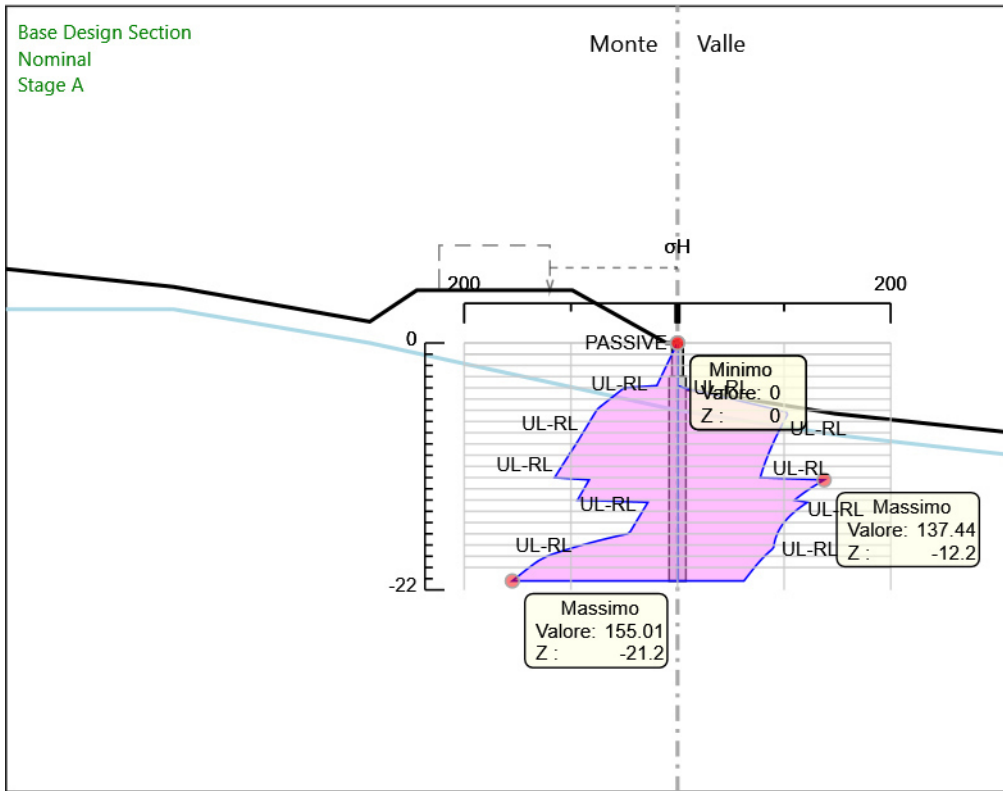 Base Design Section
Nominal
Stage A
Monte
Valle
σH
200
200
0
PASSIVE
Minimo
Valore: 0
Z : 0
UL-RL
UL-RL
UL-RL
UL-RL
UL-RL
UL-RL
UL-RL
UL-RL
UL-RL
UL-RL
Massimo
Valore: 137.44
Z : -12.2
-22
Massimo
Valore: 155.01
Z : -21.2